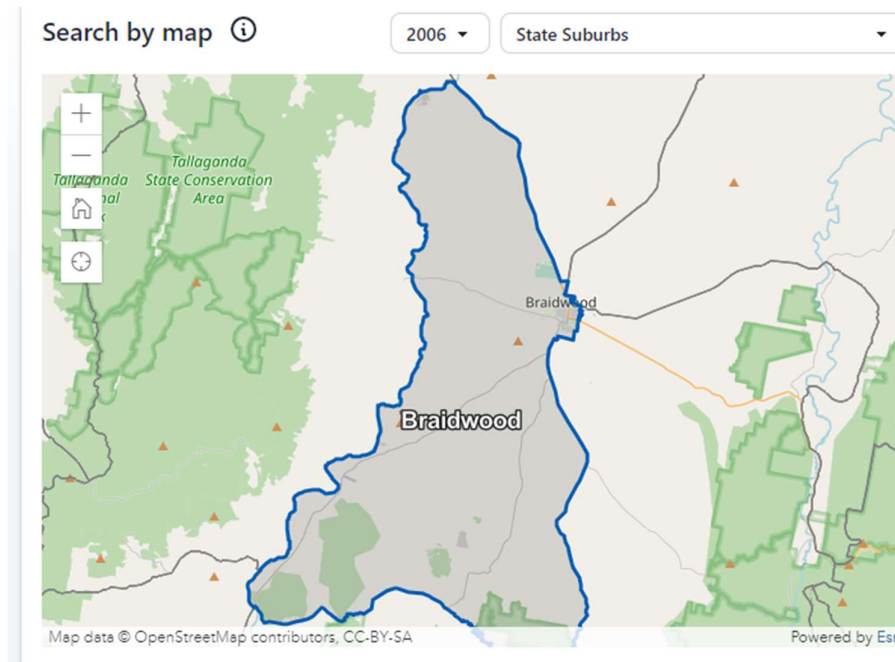 Search by map
2006
State Suburbs
Tallaganda
State Conservation
Area
Tallaganda
nal
Braidwood
Braidwood
Map data © OpenStreetMap contributors, CC-BY-SA
Powered by Esri